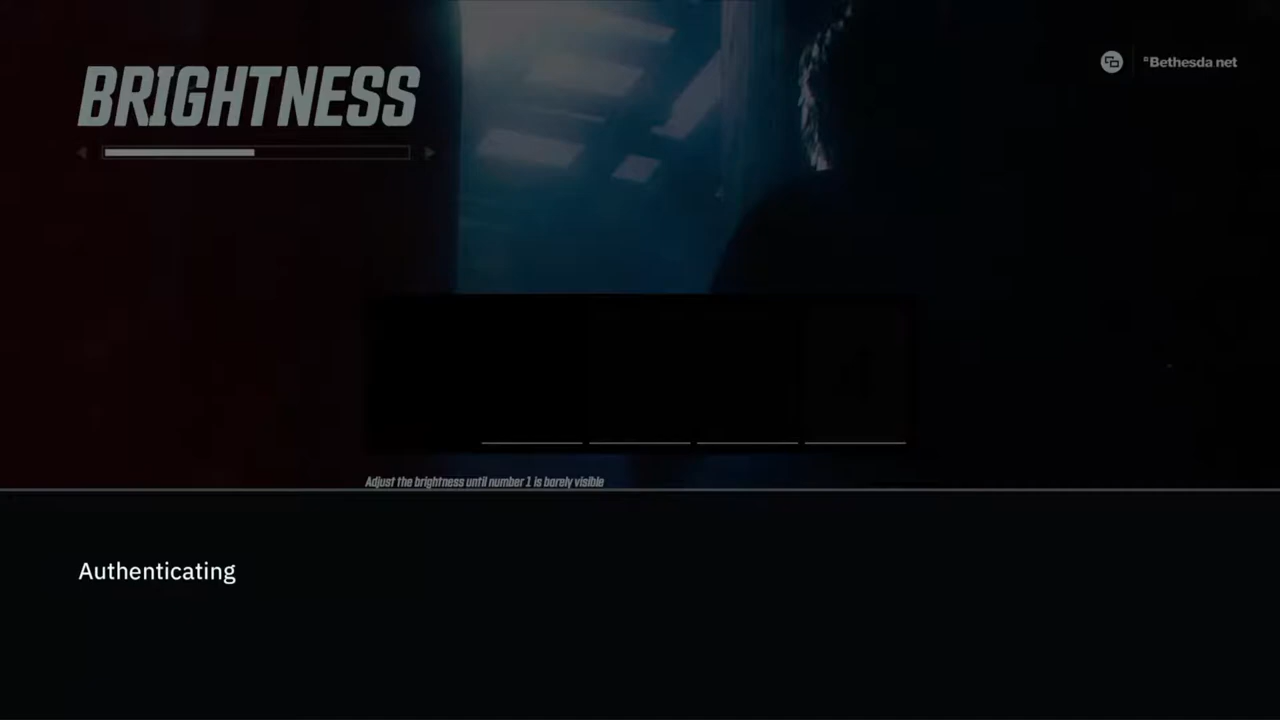 BRIGHTNESS
Bethesda net
Adjust the brightness until number 1 is barely visible
Authenticating